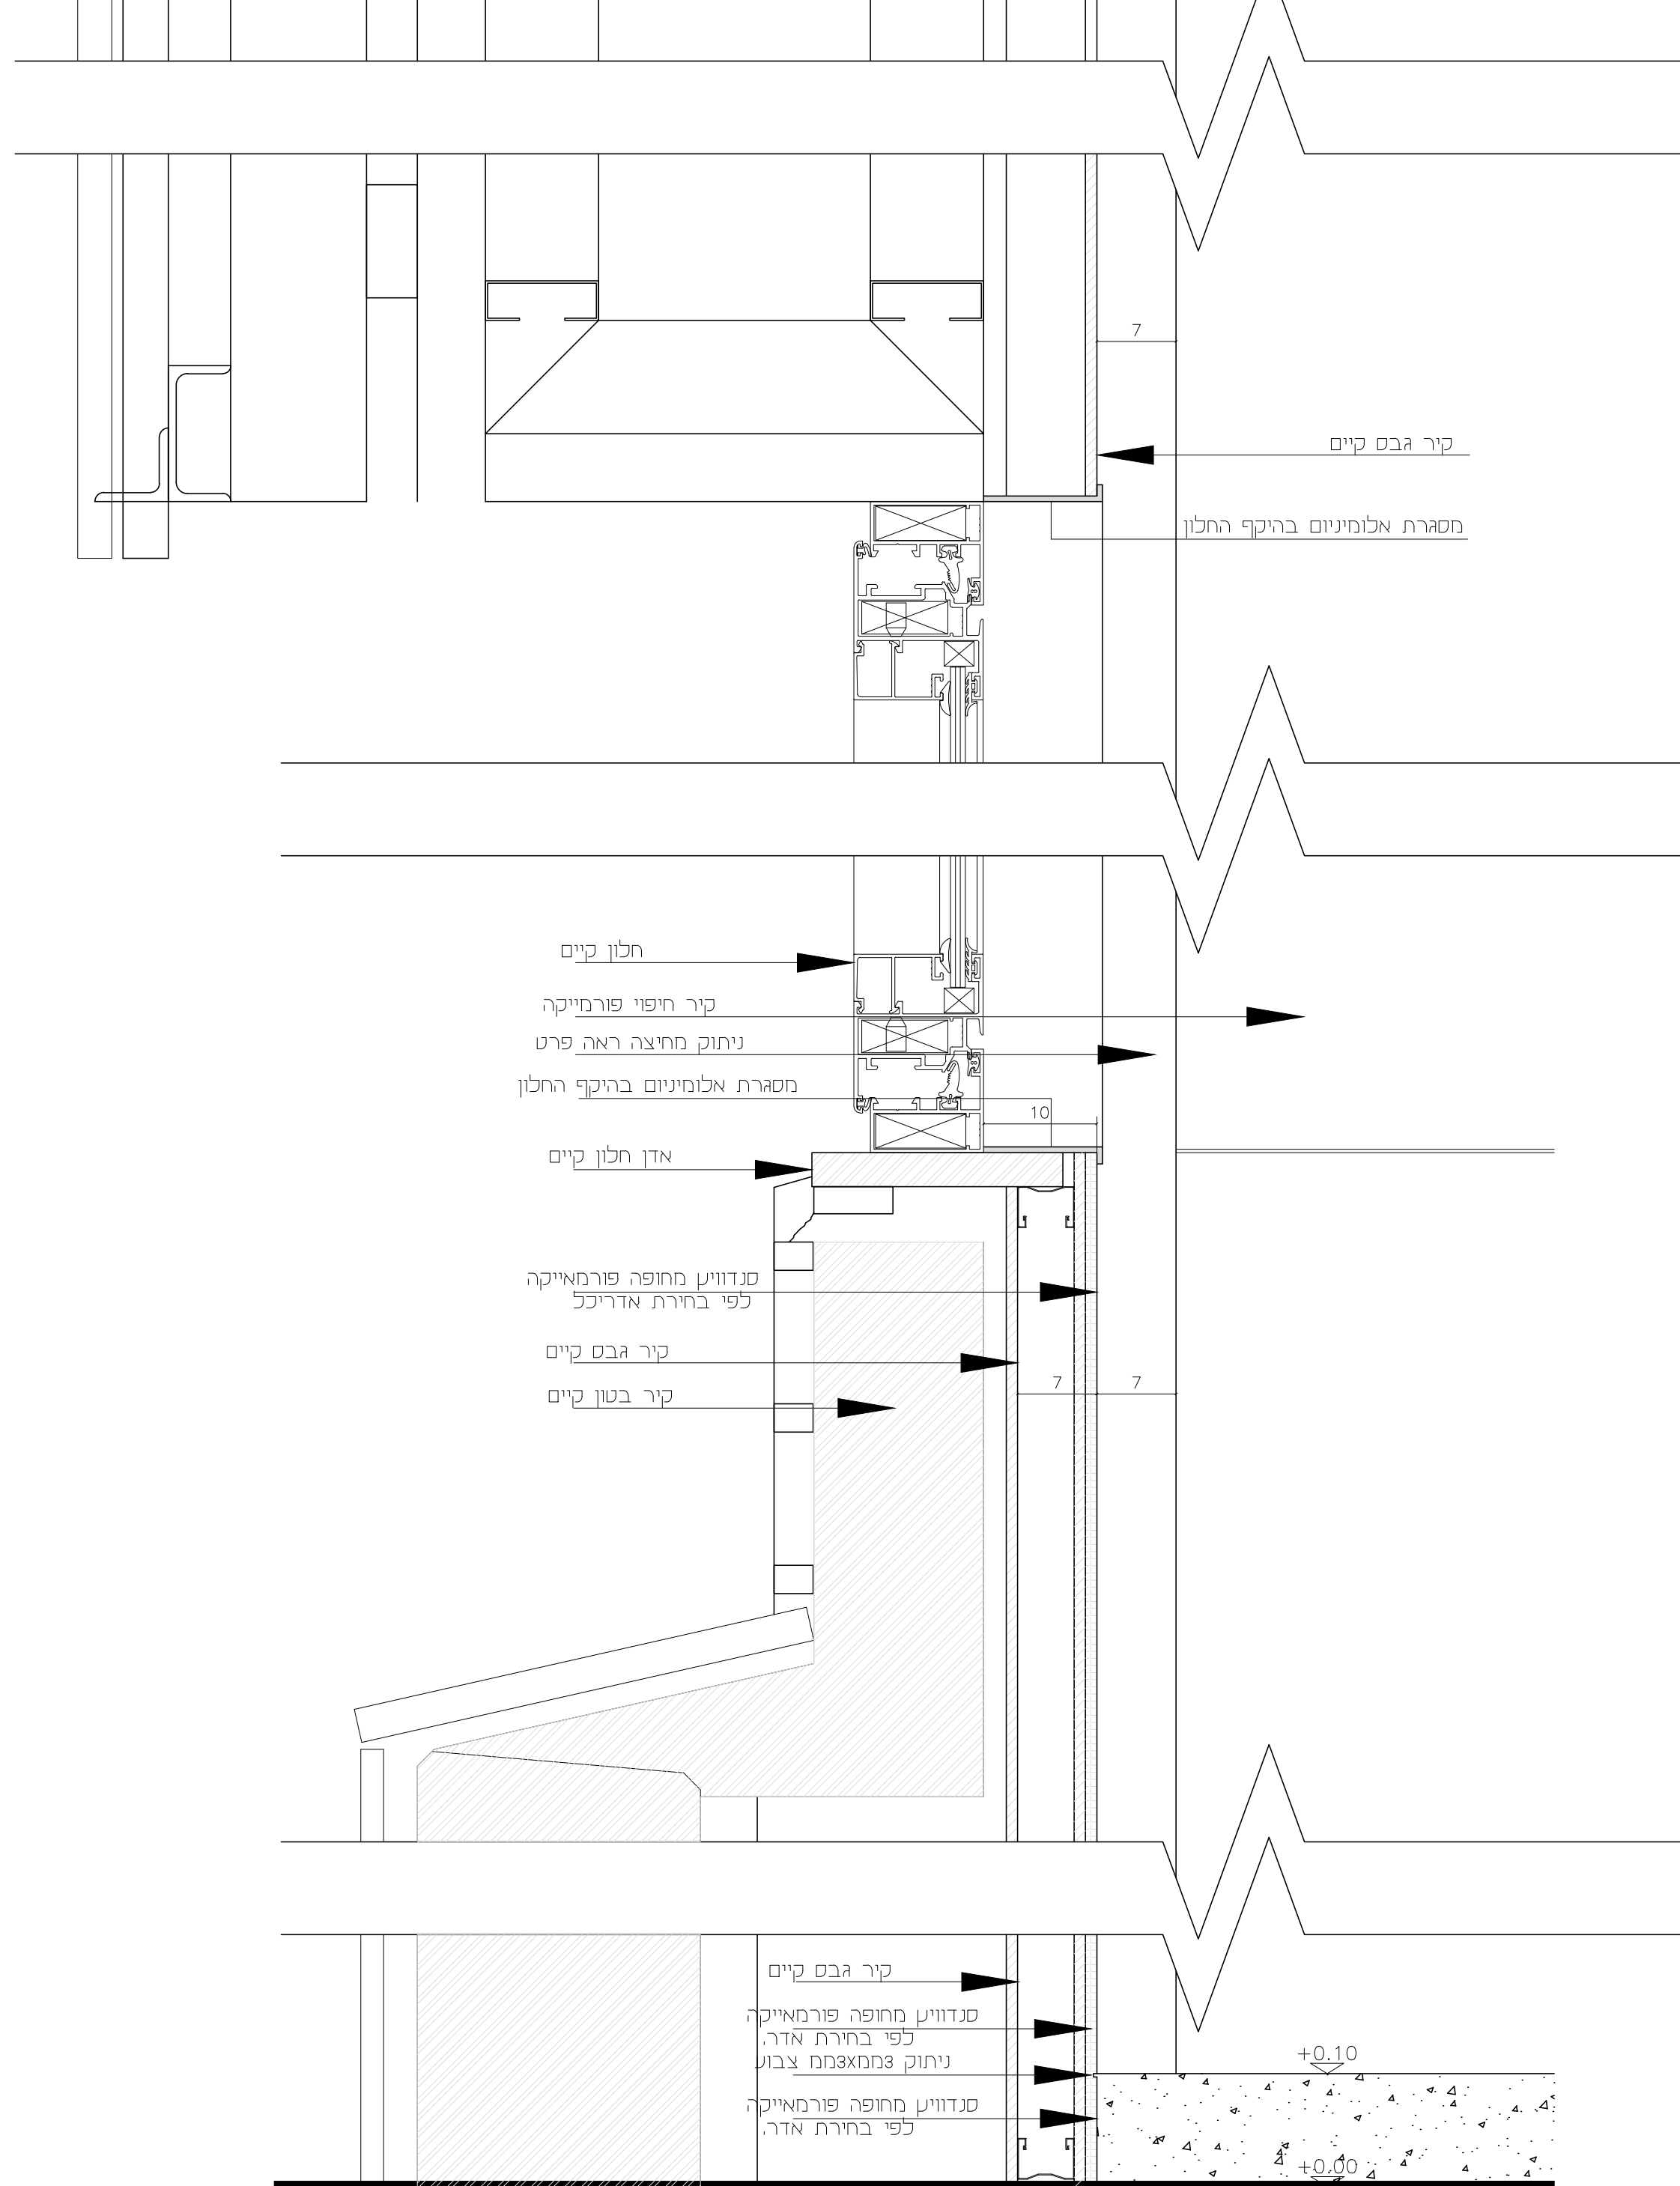 7
קיר גבס קיים
מסגרת אלומיניום בהיקף החלון
חלון קיים
קיר חיפוי פורמייקה
ניתוק מחיצה ראה פרט
מסגרת אלומיניום בהיקף החלון
10
אדן חלון קיים
סנדוויץ מחופה פורמאייקה
לפי בחירת אדריכל
קיר גבס קיים
7
7
קיר בטון קיים
קיר גבס קיים
סנדוויץ מחופה פורמאייקה
לפי בחירת אדר.
ניתוק 3ממx3ממ צבוע
+0.10
סנדוויץ מחופה פורמאייקה
לפי בחירת אדר.
+0.00